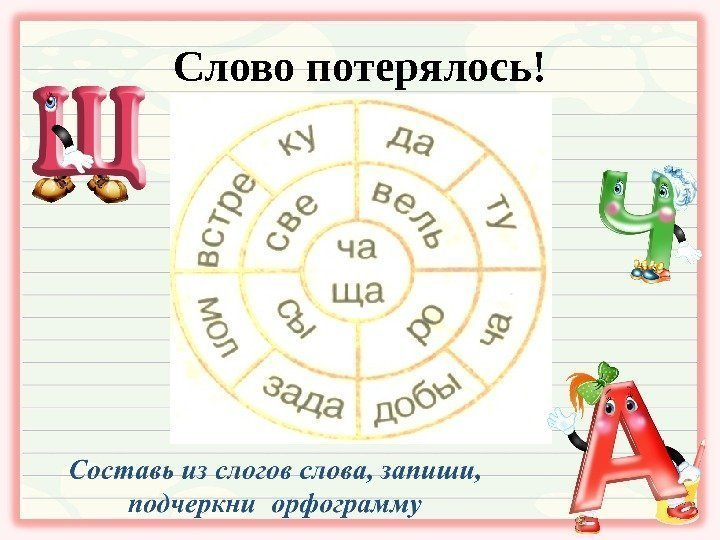 Слово потерялось!
Щ
ку
да
встре
све
вель
ту
Ч
ча
ща
мол
сы
ро
ча
зада
добы
А
Составь из слогов слова, запиши,
подчеркни орфограмму